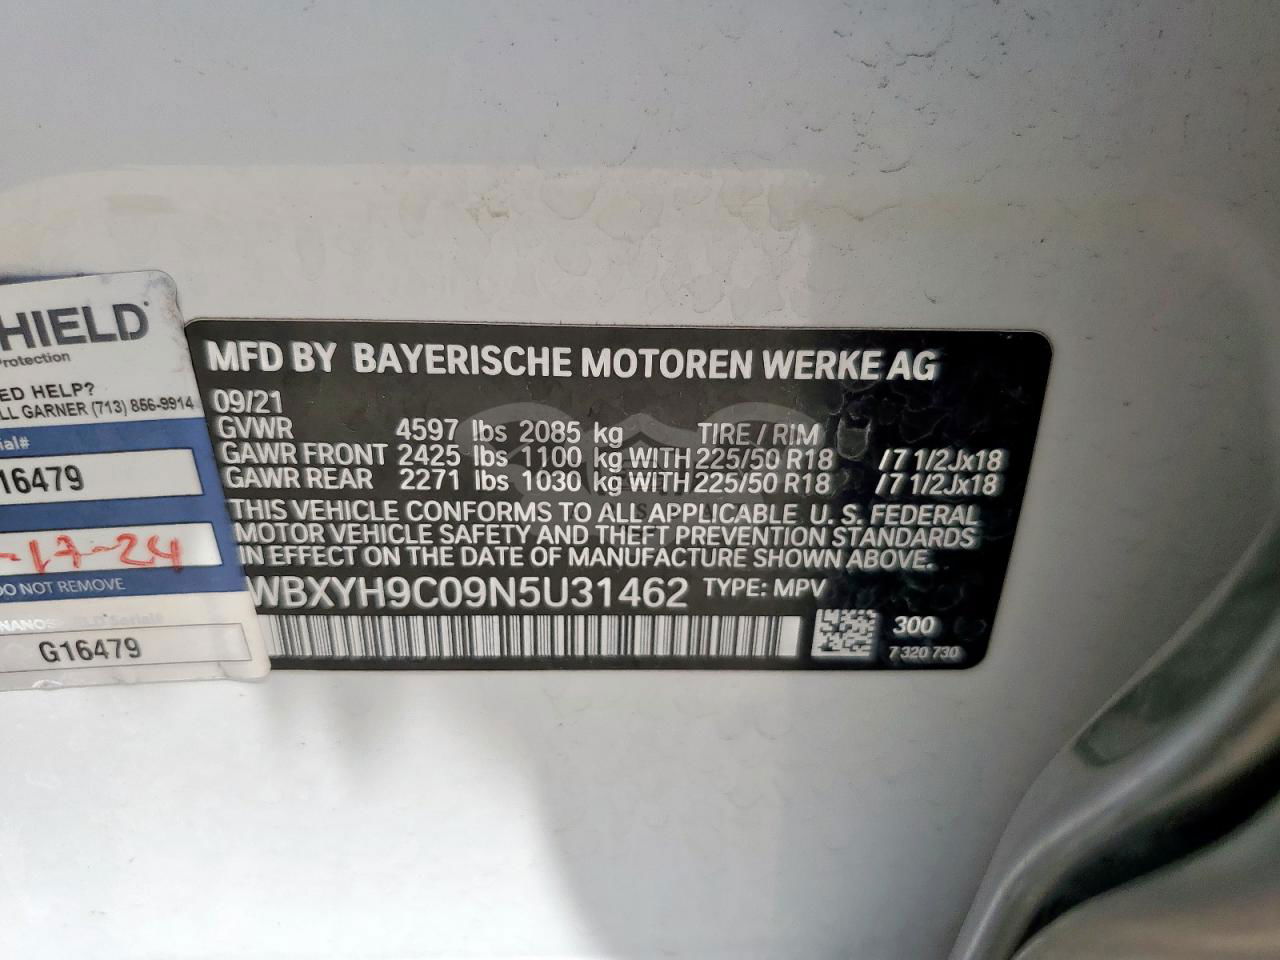 HIELD
Protection
ED HELP?
LL GARNER (713) 856-9914
ial#
16479
-17-24
DO NOT REMOVE
NANOS LD Serial#
G16479
MFD BY BAYERISCHE MOTOREN WERKE AG
09/21
GVWR 4597 lbs 2085 kg TIRE / RIM
GAWR FRONT 2425 lbs 1100 kg WITH 225/50 R18 /7 1/2Jx18
GAWR REAR 2271 lbs 1030 kg WITH 225/50 R18 /7 1/2Jx18
THIS VEHICLE CONFORMS TO ALL APPLICABLE U. S. FEDERAL
MOTOR VEHICLE SAFETY AND THEFT PREVENTION STANDARDS
IN EFFECT ON THE DATE OF MANUFACTURE SHOWN ABOVE.
WBXYH9C09N5U31462 TYPE: MPV
300
7 320 730